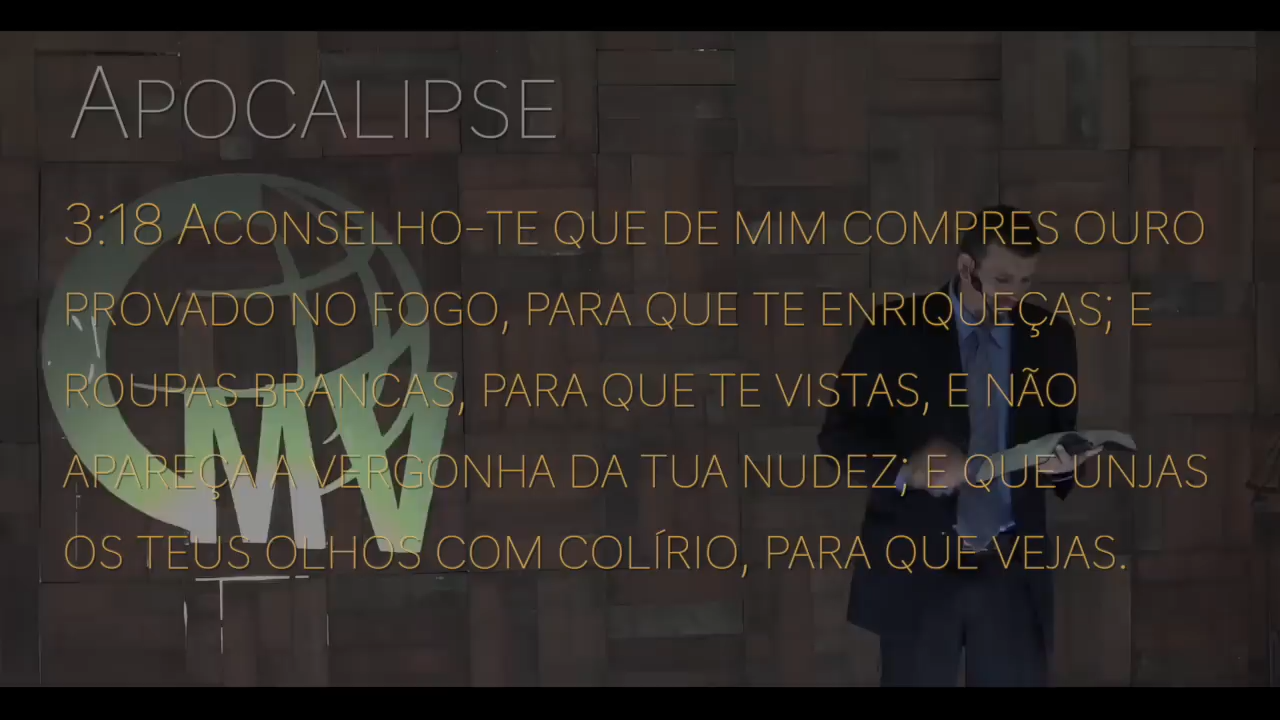 Apocalipse
3:18 Aconselho-te que de mim compres ouro
provado no fogo, para que te enriqueças; e
roupas brancas, para que te vistas, e não
apareça a vergonha da tua nudez; e que unjas
os teus olhos com colírio, para que vejas.
MV